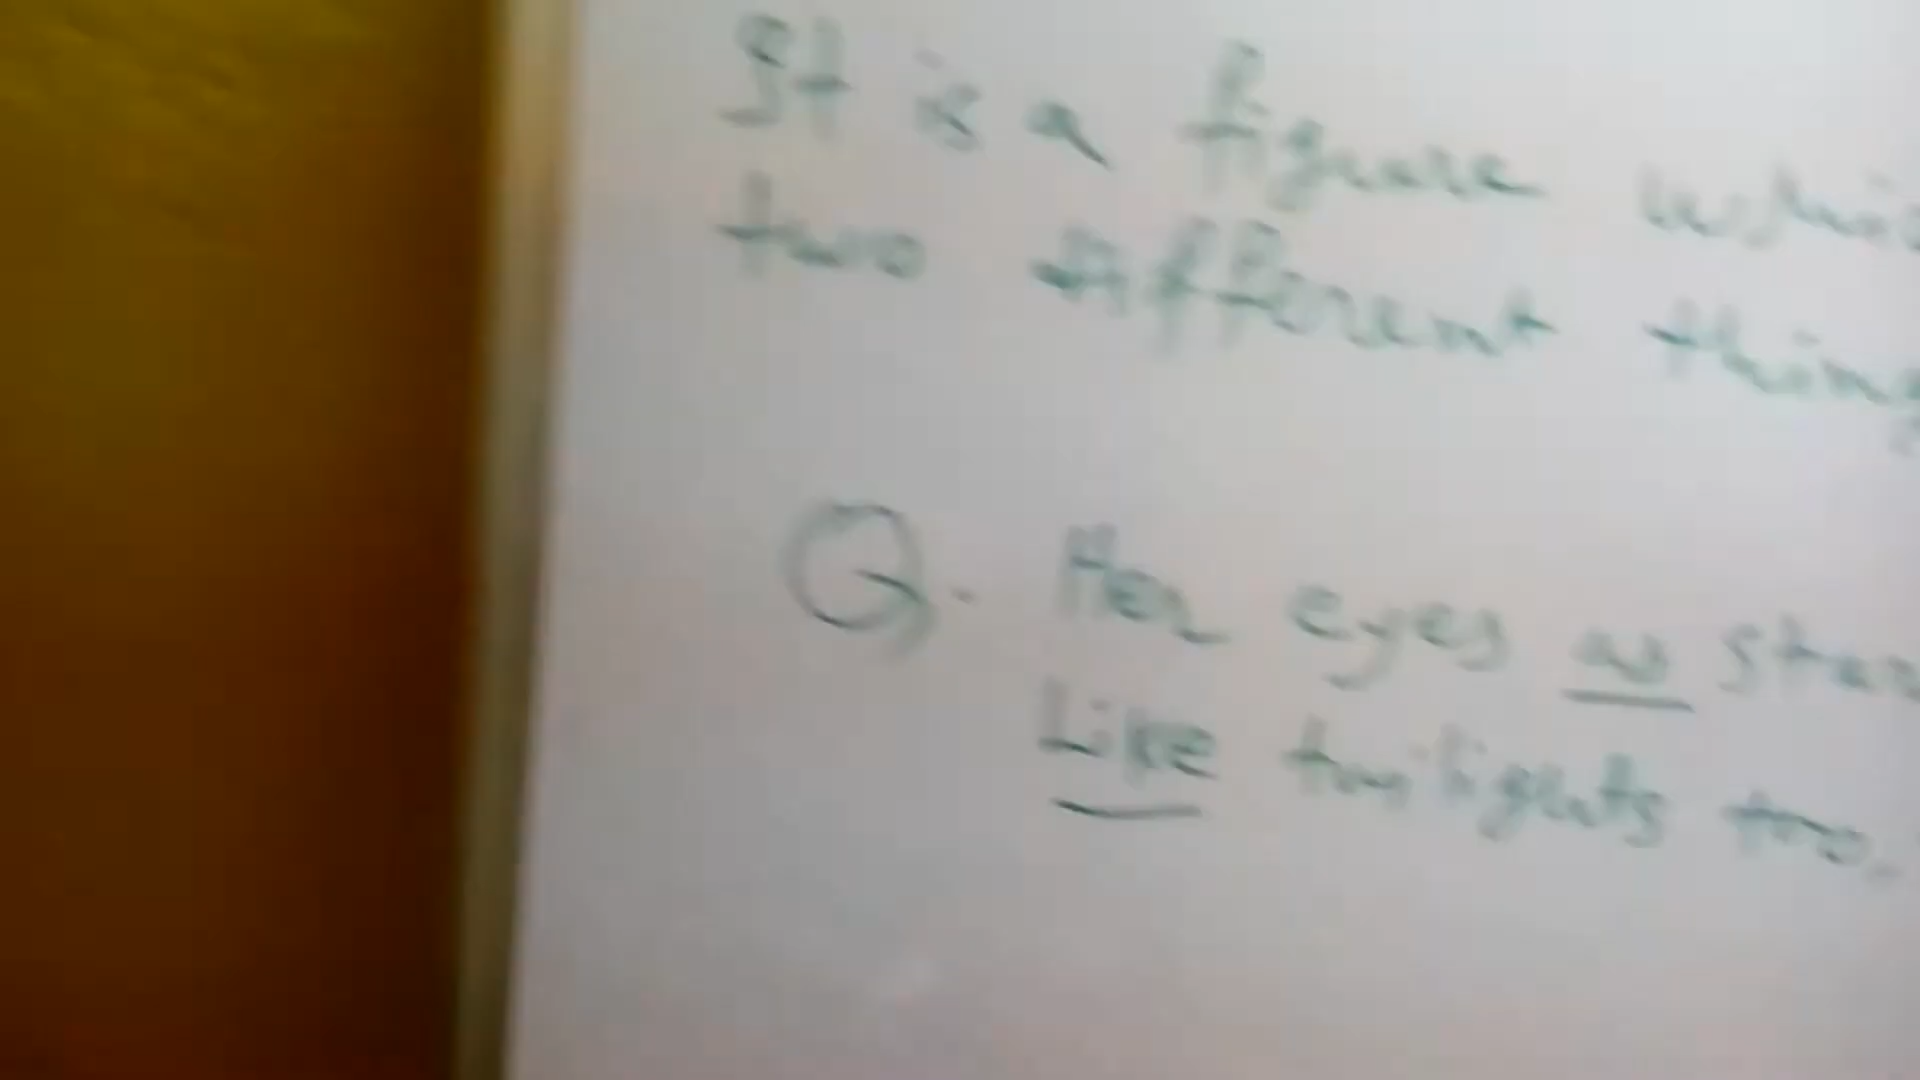 It is a figure which
two different thing
Q. Her eyes as star
Like twilights too.